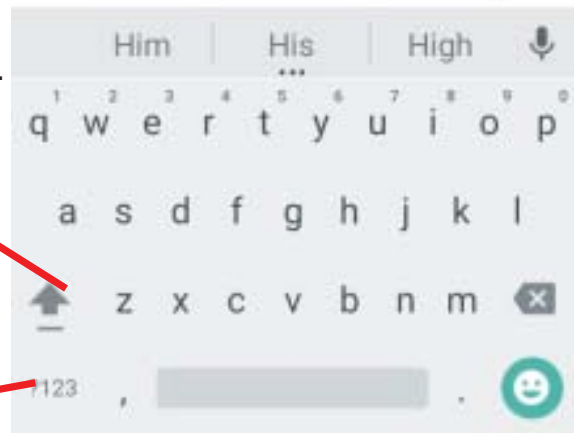 Him His High
1 2 3 4 5 6 7 8 9 0
q w e r t y u i o p
a s d f g h j k l
z x c v b n m
?123 , .